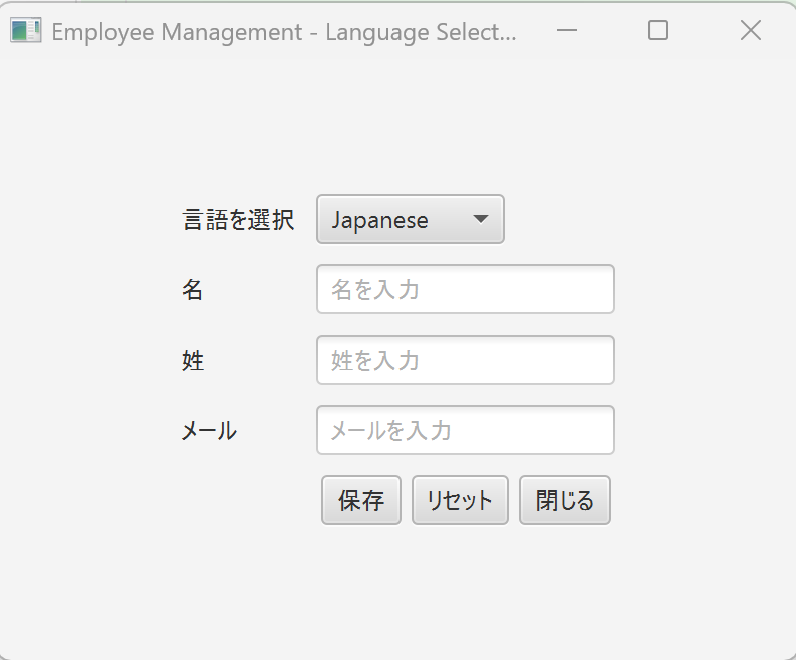 Employee Management - Language Select...
言語を選択 Japanese
名 名を入力
姓 姓を入力
メール メールを入力
保存 リセット 閉じる